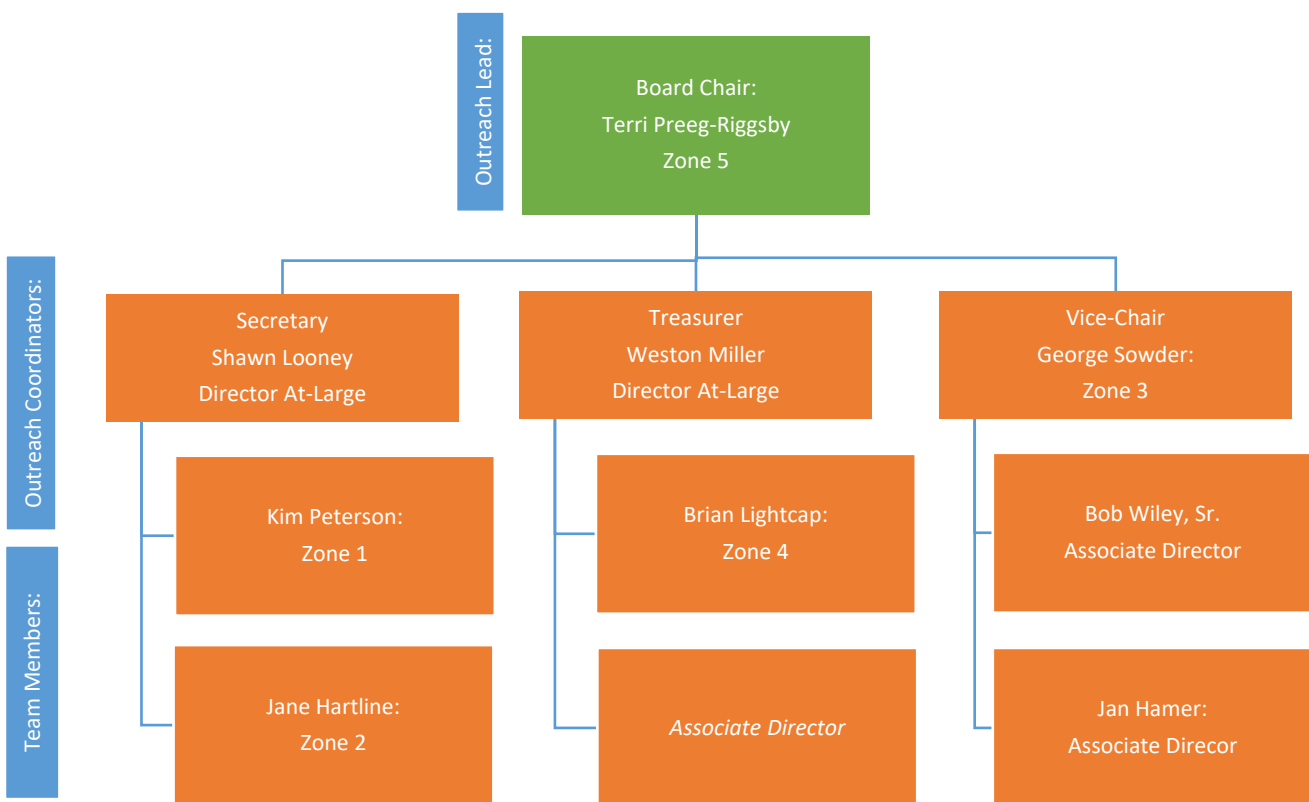 Outreach Lead:
Board Chair:
Terri Preeg-Riggsby
Zone 5
Outreach Coordinators:
Secretary
Shawn Looney
Director At-Large
Treasurer
Weston Miller
Director At-Large
Vice-Chair
George Sowder:
Zone 3
Team Members:
Kim Peterson:
Zone 1
Brian Lightcap:
Zone 4
Bob Wiley, Sr.
Associate Director
Jane Hartline:
Zone 2
Associate Director
Jan Hamer:
Associate Direcor